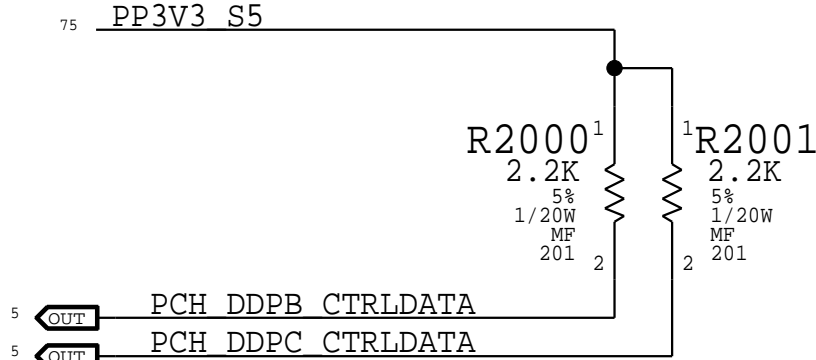 75 PP3V3_S5
R2000 1 1 R2001
2.2K 2.2K
5% 5%
1/20W 1/20W
MF MF
201 2 2 201
5 OUT PCH_DDPB_CTRLDATA
5 OUT PCH_DDPC_CTRLDATA